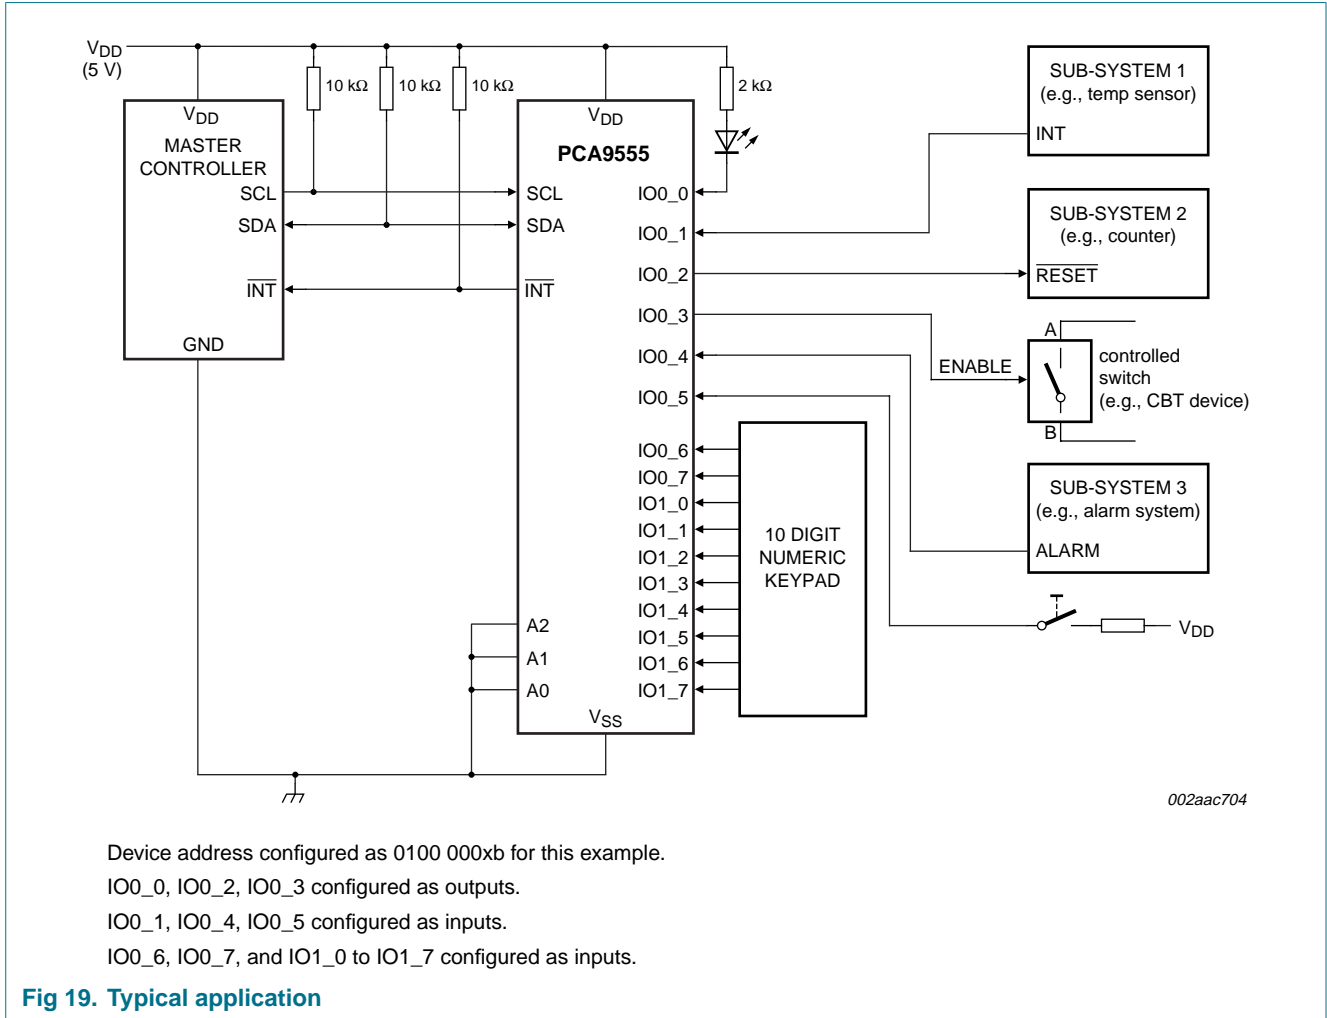 VDD
(5 V)
10 kΩ
10 kΩ
10 kΩ
2 kΩ
VDD
MASTER
CONTROLLER
SCL
SDA
INT
GND
VDD
PCA9555
SCL
SDA
INT
A2
A1
A0
VSS
IO0_0
IO0_1
IO0_2
IO0_3
IO0_4
IO0_5
IO0_6
IO0_7
IO1_0
IO1_1
IO1_2
IO1_3
IO1_4
IO1_5
IO1_6
IO1_7
10 DIGIT
NUMERIC
KEYPAD
SUB-SYSTEM 1
(e.g., temp sensor)
INT
SUB-SYSTEM 2
(e.g., counter)
RESET
A
ENABLE
B
controlled
switch
(e.g., CBT device)
SUB-SYSTEM 3
(e.g., alarm system)
ALARM
VDD
002aac704
Device address configured as 0100 000xb for this example.
IO0_0, IO0_2, IO0_3 configured as outputs.
IO0_1, IO0_4, IO0_5 configured as inputs.
IO0_6, IO0_7, and IO1_0 to IO1_7 configured as inputs.
Fig 19. Typical application